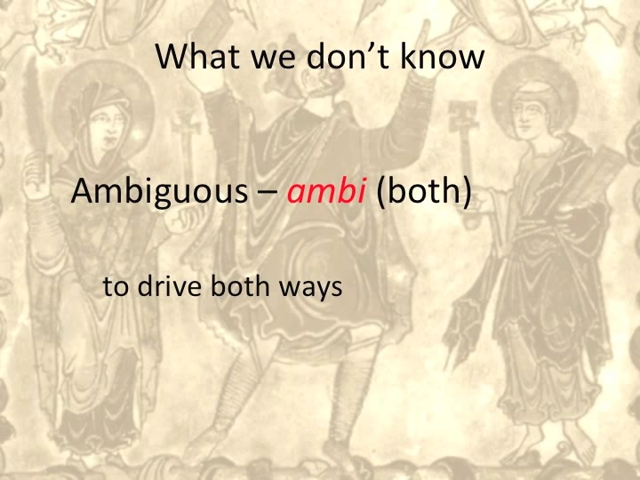 What we don’t know
Ambiguous – ambi (both)
to drive both ways